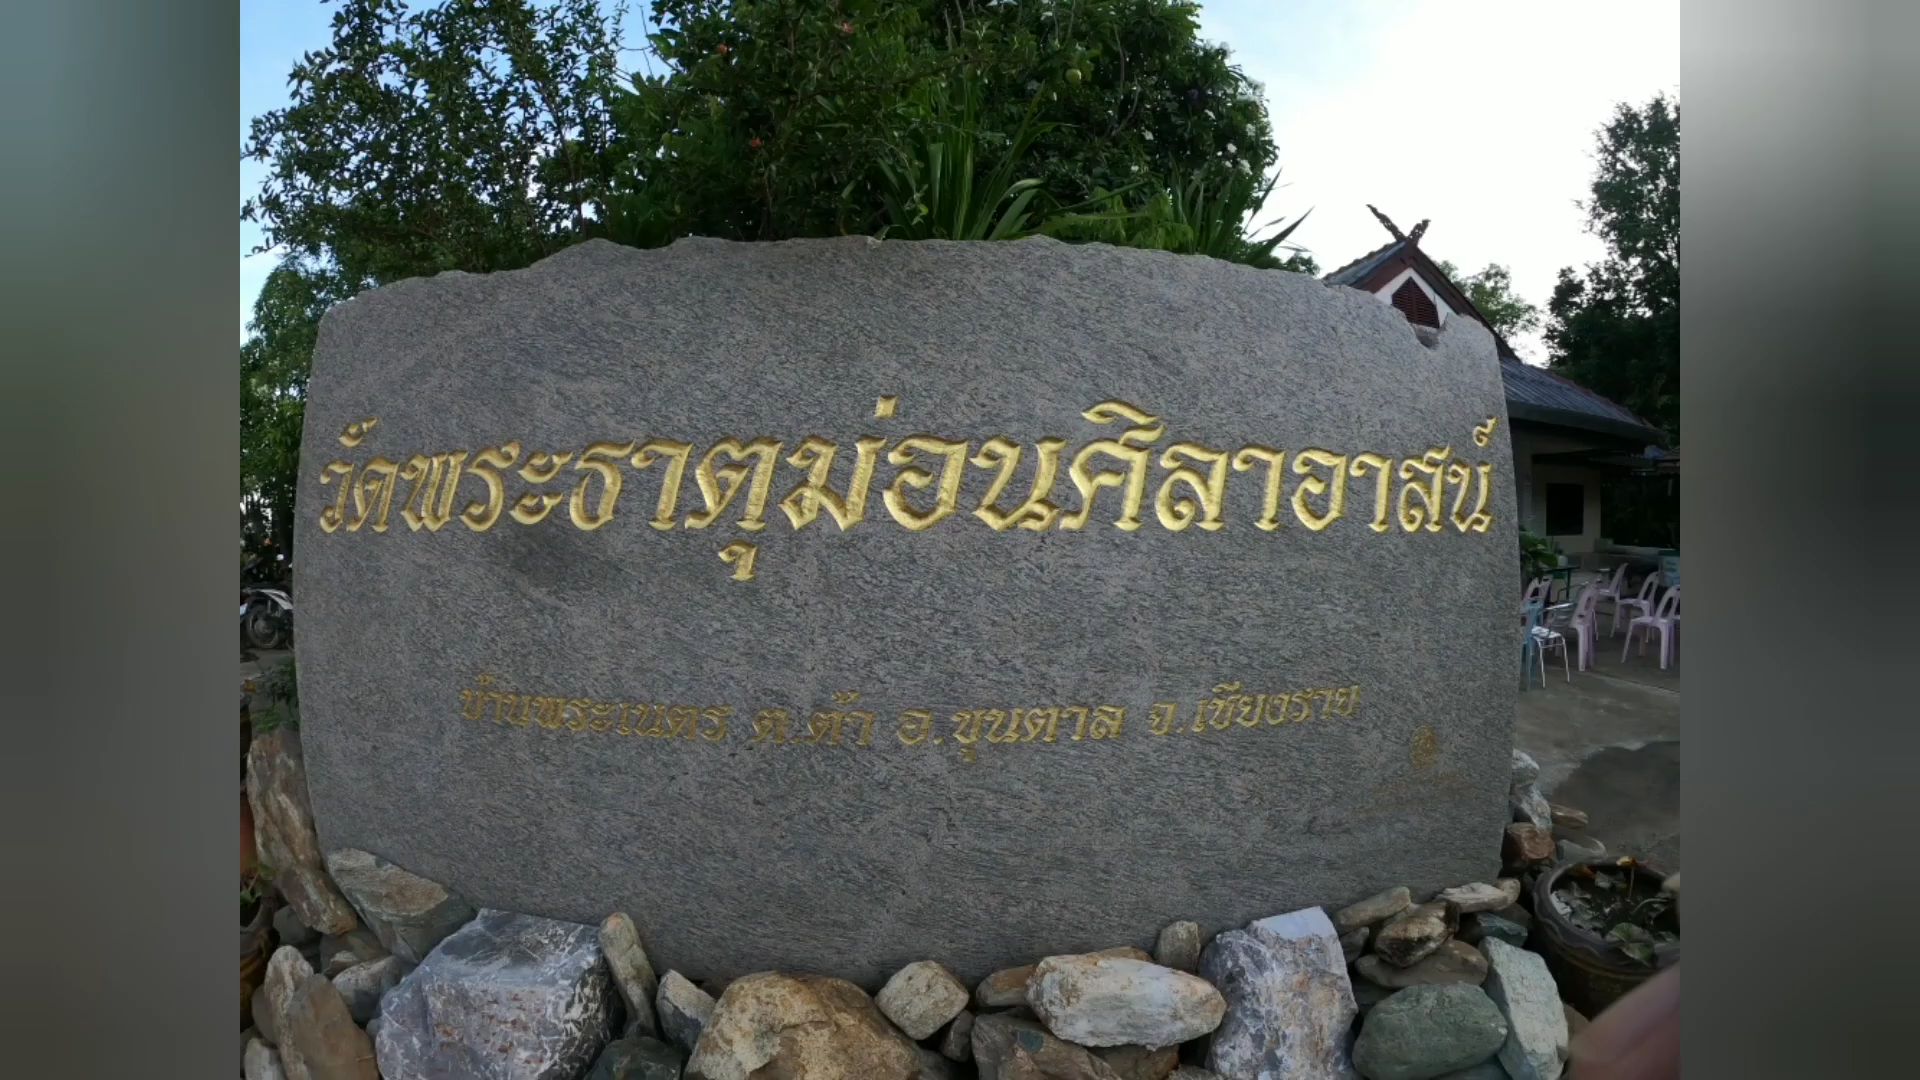 วัดพระธาตุม่อนศิลาอาสน์
บ้านพระเนตร ต.ต้า อ.ขุนตาล จ.เชียงราย